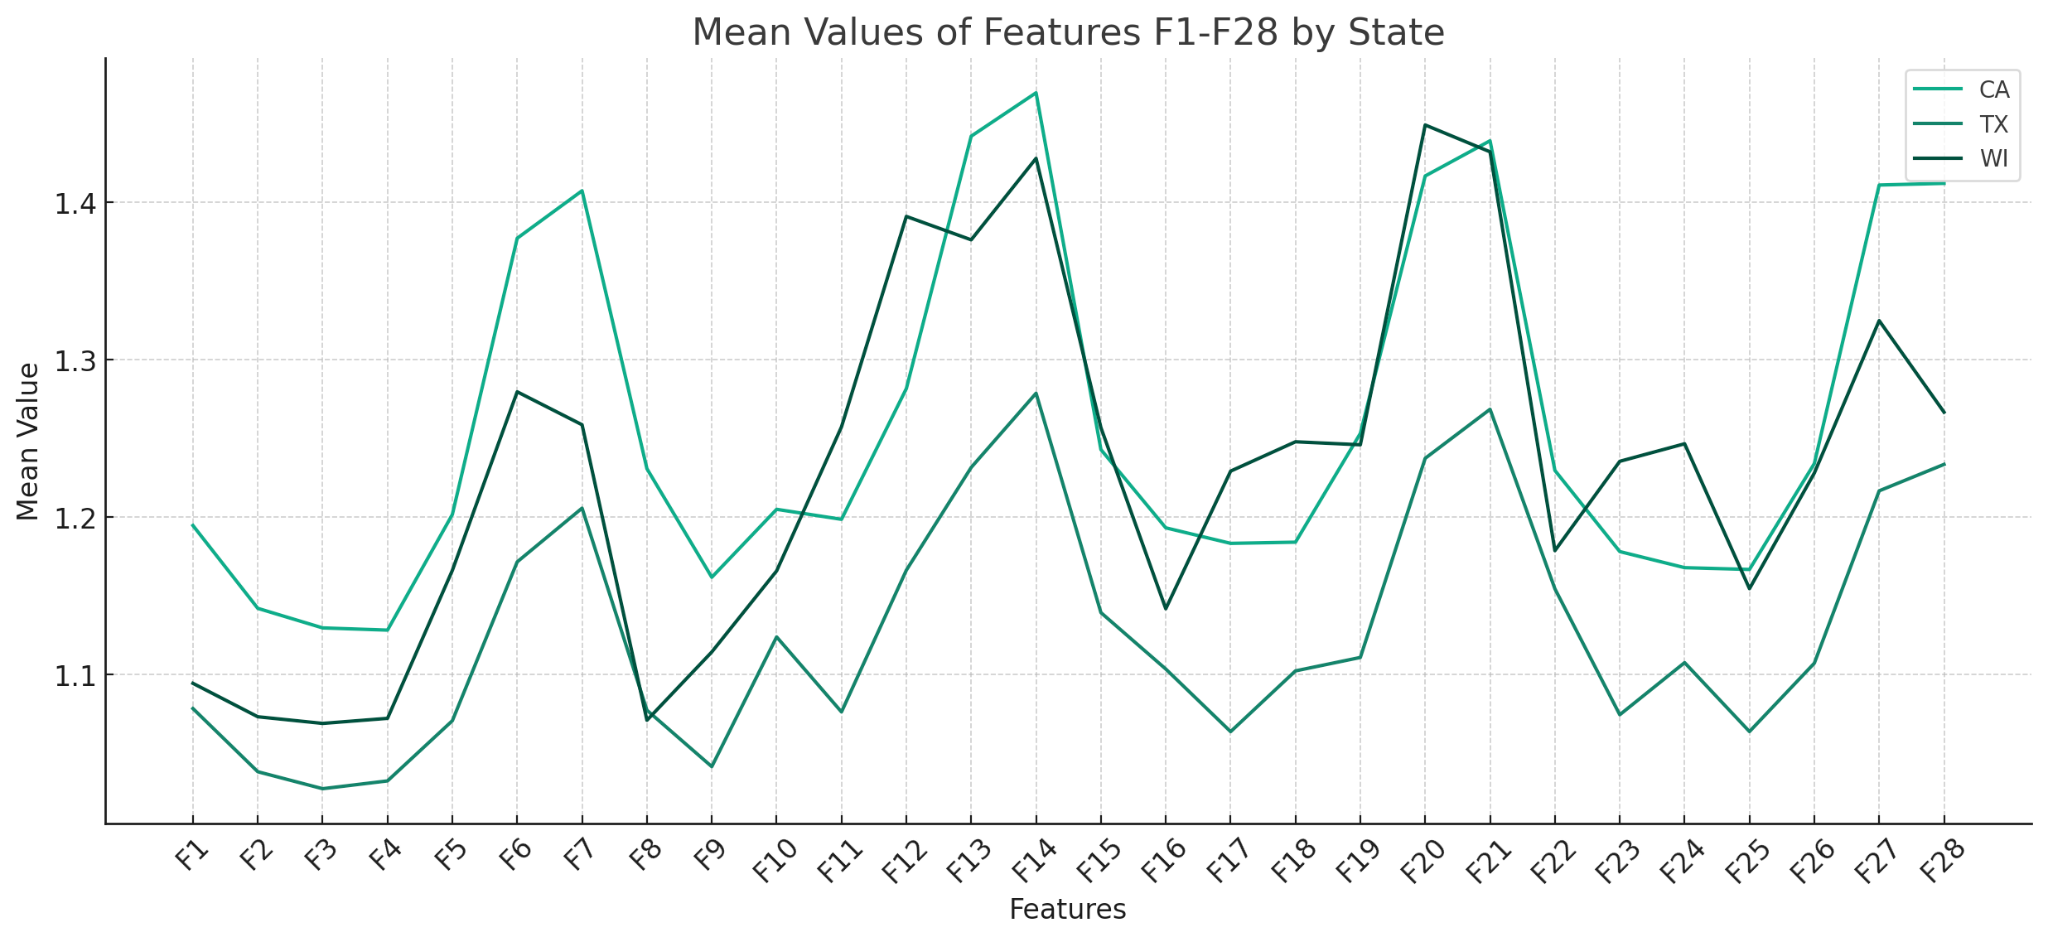 Mean Values of Features F1-F28 by State
CA
TX
WI
Mean Value
1.4
1.3
1.2
1.1
F1
F2
F3
F4
F5
F6
F7
F8
F9
F10
F11
F12
F13
F14
F15
F16
F17
F18
F19
F20
F21
F22
F23
F24
F25
F26
F27
F28
Features